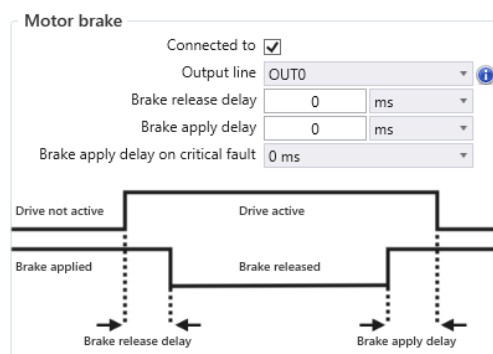 Motor brake
Connected to
Output line OUT0
Brake release delay 0 ms
Brake apply delay 0 ms
Brake apply delay on critical fault 0 ms
Drive not active Drive active
Brake applied Brake released
Brake release delay Brake apply delay